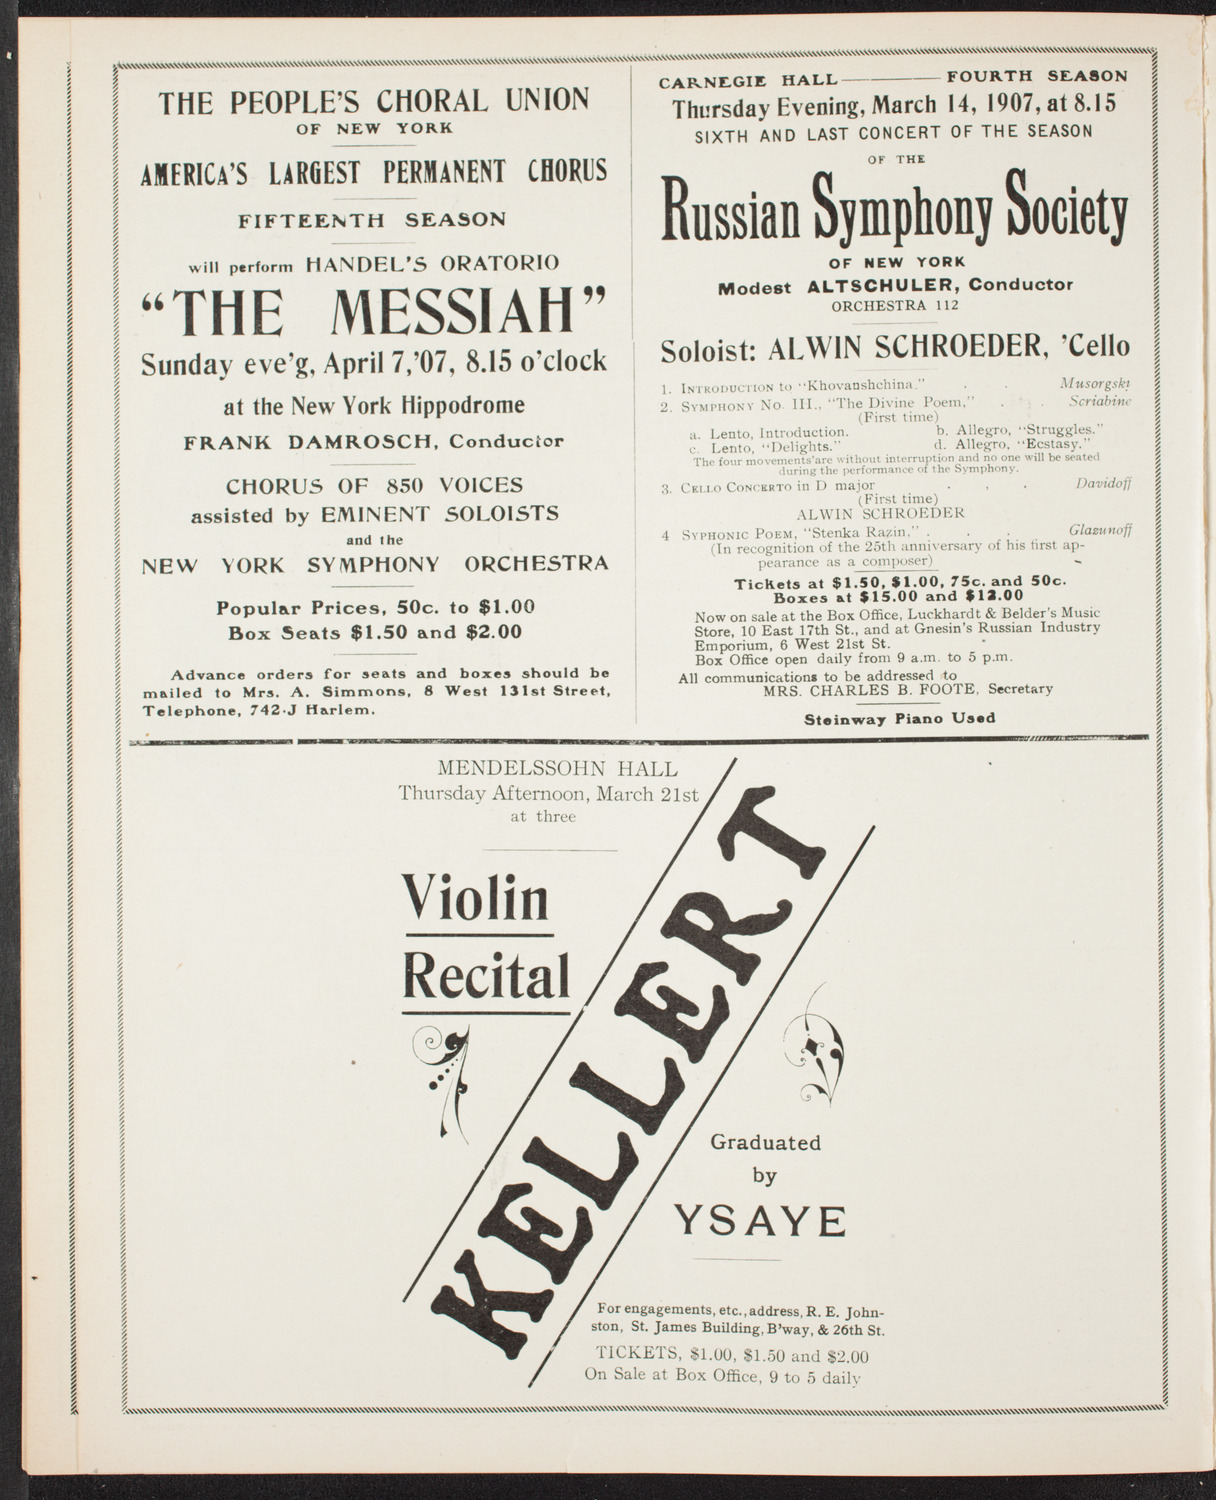 THE PEOPLE'S CHORAL UNION
OF NEW YORK
AMERICA'S LARGEST PERMANENT CHORUS
FIFTEENTH SEASON
will perform HANDEL'S ORATORIO
"THE MESSIAH"
Sunday eve'g, April 7,'07, 8.15 o'clock
at the New York Hippodrome
FRANK DAMROSCH, Conductor
CHORUS OF 850 VOICES
assisted by EMINENT SOLOISTS
and the
NEW YORK SYMPHONY ORCHESTRA
Popular Prices, 50c. to $1.00
Box Seats $1.50 and $2.00
Advance orders for seats and boxes should be
mailed to Mrs. A. Simmons, 8 West 131st Street,
Telephone, 742-J Harlem.
CARNEGIE HALL——FOURTH SEASON
Thursday Evening, March 14, 1907, at 8.15
SIXTH AND LAST CONCERT OF THE SEASON
OF THE
Russian Symphony Society
OF NEW YORK
Modest ALTSCHULER, Conductor
ORCHESTRA 112
Soloist: ALWIN SCHROEDER, 'Cello
1. INTRODUCTION to "Khovanshchina." . . Musorgski
2. SYMPHONY No. III., "The Divine Poem," . . Scriabine
(First time)
a. Lento, Introduction. b. Allegro, "Struggles."
c. Lento, "Delights." d. Allegro, "Ecstasy."
The four movements are without interruption and no one will be seated
during the performance of the Symphony.
3. CELLO CONCERTO in D major . . . Davidoff
(First time)
ALWIN SCHROEDER
4 SYPHONIC POEM, "Stenka Razin," . . . . Glazunoff
(In recognition of the 25th anniversary of his first ap-
pearance as a composer)
Tickets at $1.50, $1.00, 75c. and 50c.
Boxes at $15.00 and $12.00
Now on sale at the Box Office, Luckhardt & Belder's Music
Store, 10 East 17th St., and at Gnesin's Russian Industry
Emporium, 6 West 21st St.
Box Office open daily from 9 a.m. to 5 p.m.
All communications to be addressed to
MRS. CHARLES B. FOOTE, Secretary
Steinway Piano Used
MENDELSSOHN HALL
Thursday Afternoon, March 21st
at three
Violin
Recital
KELLERT
Graduated
by
YSAYE
For engagements, etc., address, R. E. John-
ston, St. James Building, B'way, & 26th St.
TICKETS, $1.00, $1.50 and $2.00
On Sale at Box Office, 9 to 5 daily